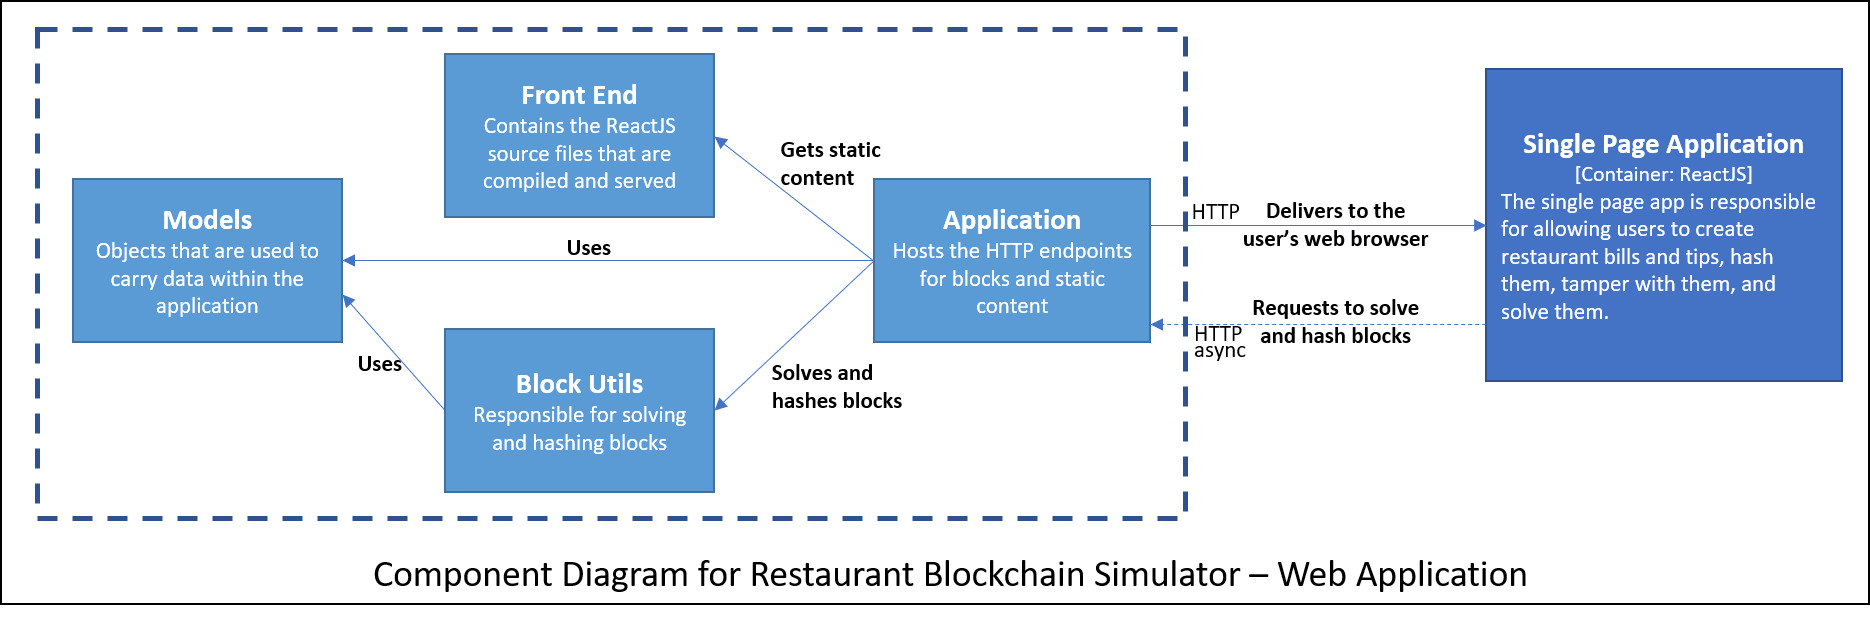 Front End
Contains the ReactJS
source files that are
compiled and served
Gets static
content
Models
Objects that are used to
carry data within the
application
Uses
Application
Hosts the HTTP endpoints
for blocks and static
content
HTTP
Delivers to the
user’s web browser
Single Page Application
[Container: ReactJS]
The single page app is responsible
for allowing users to create
restaurant bills and tips, hash
them, tamper with them, and
solve them.
Requests to solve
and hash blocks
HTTP
async
Uses
Block Utils
Responsible for solving
and hashing blocks
Solves and
hashes blocks
Component Diagram for Restaurant Blockchain Simulator – Web Application